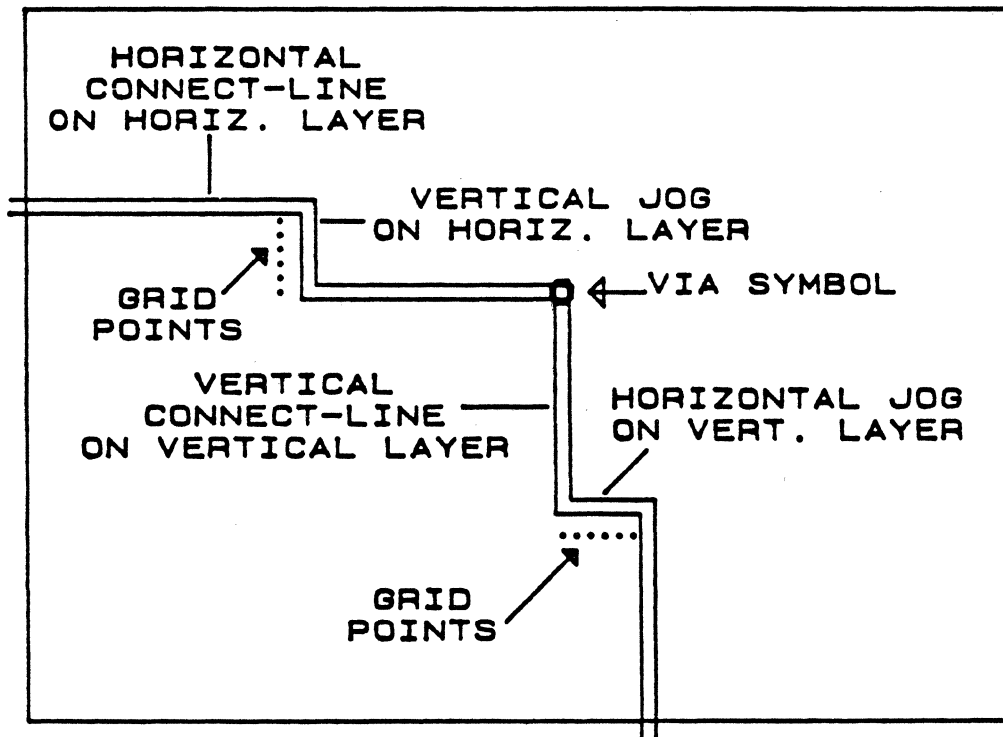 HORIZONTAL
CONNECT-LINE
ON HORIZ. LAYER
VERTICAL JOG
ON HORIZ. LAYER
GRID
POINTS
VIA SYMBOL
VERTICAL
CONNECT-LINE
ON VERTICAL LAYER
HORIZONTAL JOG
ON VERT. LAYER
GRID
POINTS